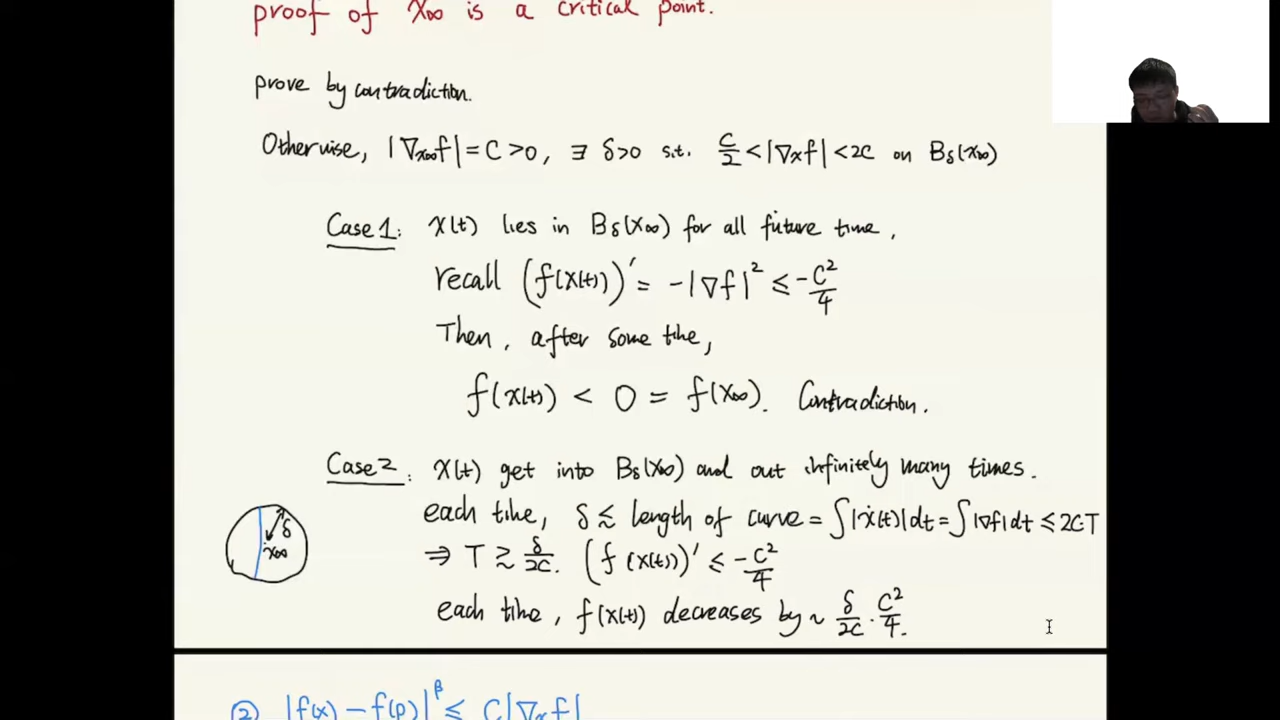 proof of x∞ is a critical point.
prove by contradiction.
Otherwise, |∇x∞f| = C > 0, ∃ δ>0 s.t. C/2 < |∇xf| < 2C on Bδ(x∞)
Case 1: x(t) lies in Bδ(x∞) for all future time,
recall (f(x(t)))′ = -|∇f|² ≤ -C²/4
Then, after some time,
f(x(t)) < 0 = f(x∞). Contradiction.
Case 2: x(t) get into Bδ(x∞) and out infinitely many times.
each time, δ ≲ length of curve = ∫|ẋ(t)|dt = ∫|∇f|dt ≤ 2CT
δ
x∞
⇒ T ≳ δ/2C. (f(x(t)))′ ≤ -C²/4
each time, f(x(t)) decreases by ~ δ/2C · C²/4.
② |f(x) - f(p)|^β ≤ C|∇xf|